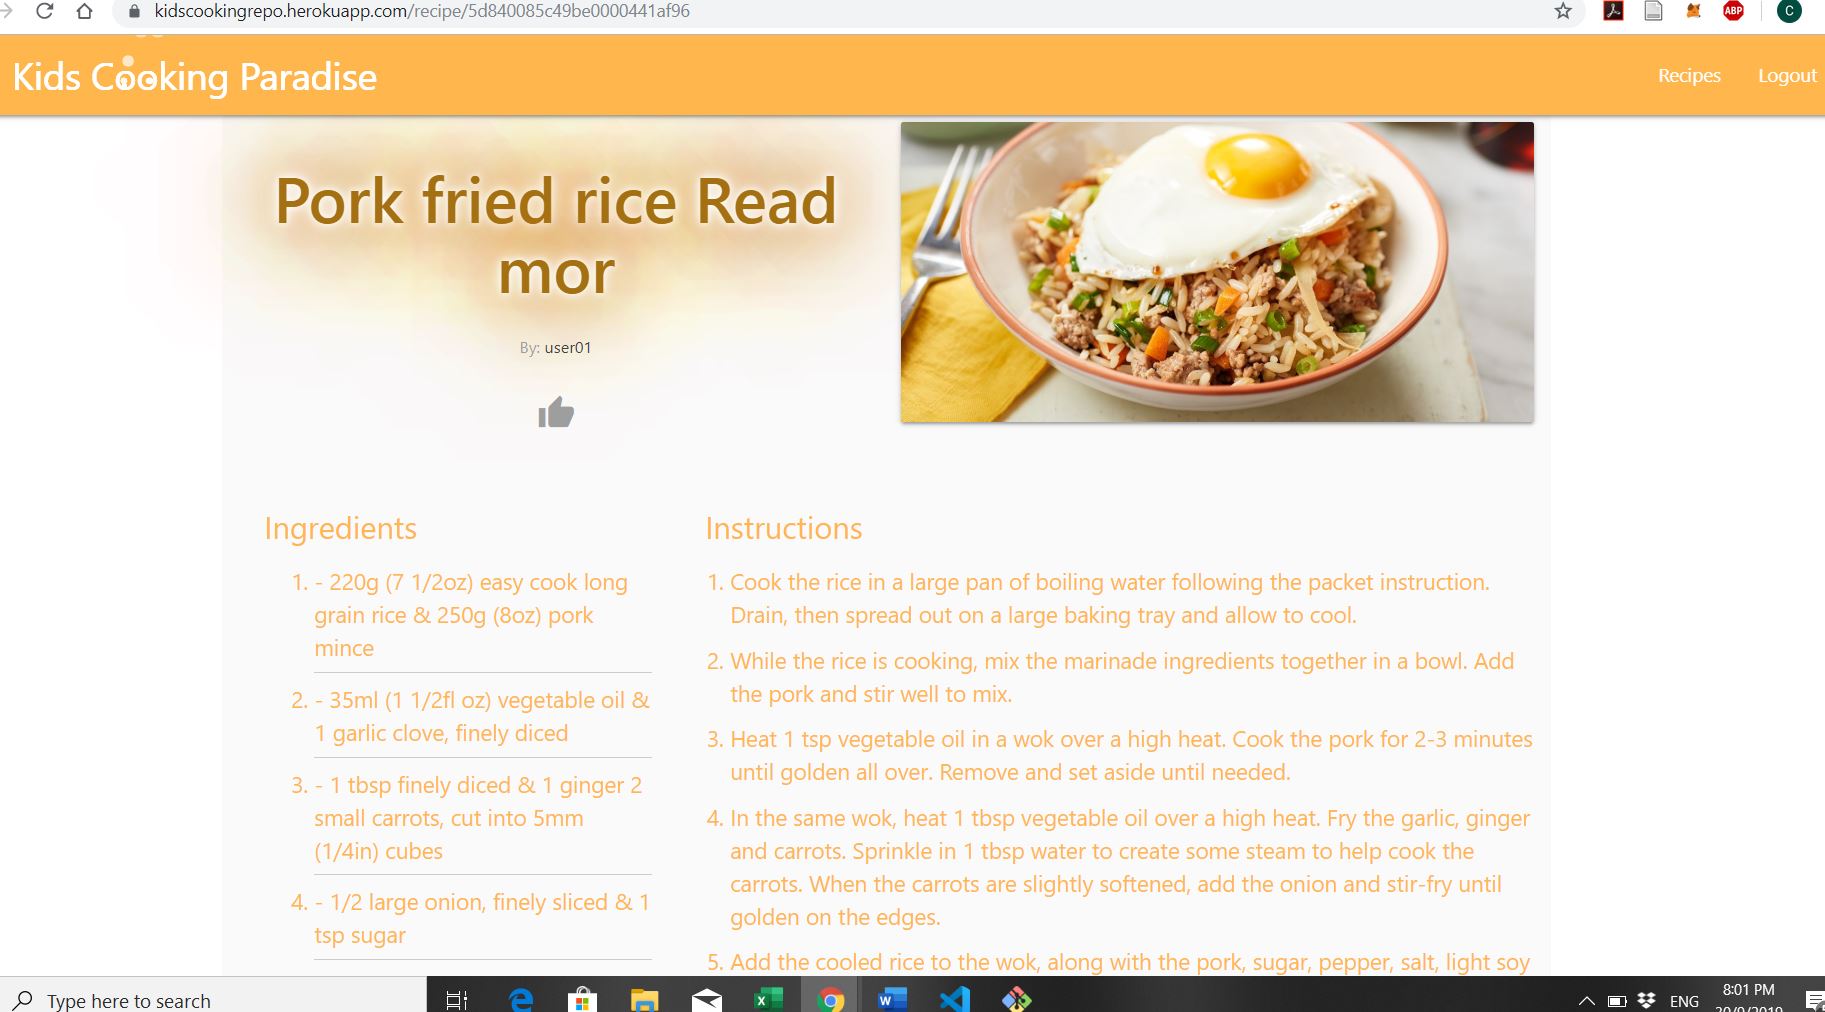 kidscookingrepo.herokuapp.com/recipe/5d840085c49be0000441af96
ABP
C
Kids Cooking Paradise
Recipes
Logout
Pork fried rice Read
mor
By: user01
Ingredients
1. - 220g (7 1/2oz) easy cook long
grain rice & 250g (8oz) pork
mince
2. - 35ml (1 1/2fl oz) vegetable oil &
1 garlic clove, finely diced
3. - 1 tbsp finely diced & 1 ginger 2
small carrots, cut into 5mm
(1/4in) cubes
4. - 1/2 large onion, finely sliced & 1
tsp sugar
Instructions
1. Cook the rice in a large pan of boiling water following the packet instruction.
Drain, then spread out on a large baking tray and allow to cool.
2. While the rice is cooking, mix the marinade ingredients together in a bowl. Add
the pork and stir well to mix.
3. Heat 1 tsp vegetable oil in a wok over a high heat. Cook the pork for 2-3 minutes
until golden all over. Remove and set aside until needed.
4. In the same wok, heat 1 tbsp vegetable oil over a high heat. Fry the garlic, ginger
and carrots. Sprinkle in 1 tbsp water to create some steam to help cook the
carrots. When the carrots are slightly softened, add the onion and stir-fry until
golden on the edges.
5. Add the cooled rice to the wok, along with the pork, sugar, pepper, salt, light soy
Type here to search
ENG
8:01 PM
30/9/2019